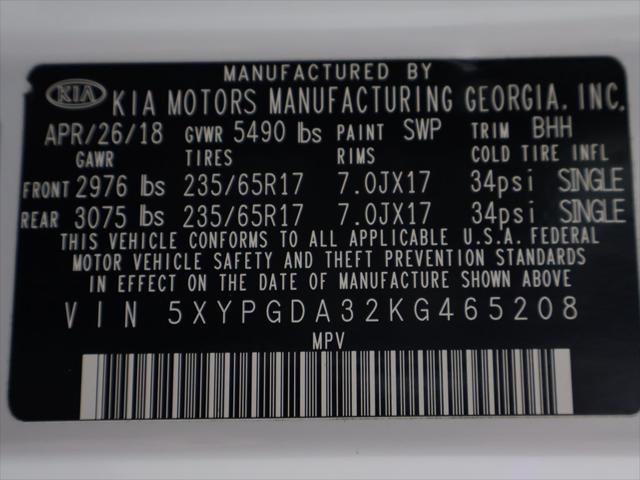 MANUFACTURED BY
KIA KIA MOTORS MANUFACTURING GEORGIA. INC.
APR/26/18 GVWR 5490 lbs PAINT SWP TRIM BHH
GAWR TIRES RIMS COLD TIRE INFL
FRONT 2976 lbs 235/65R17 7.0JX17 34psi SINGLE
REAR 3075 lbs 235/65R17 7.0JX17 34psi SINGLE
THIS VEHICLE CONFORMS TO ALL APPLICABLE U.S.A. FEDERAL
MOTOR VEHICLE SAFETY AND THEFT PREVENTION STANDARDS
IN EFFECT ON THE DATE OF MANUFACTURE SHOWN ABOVE
VIN 5XYPGDA32KG465208
MPV